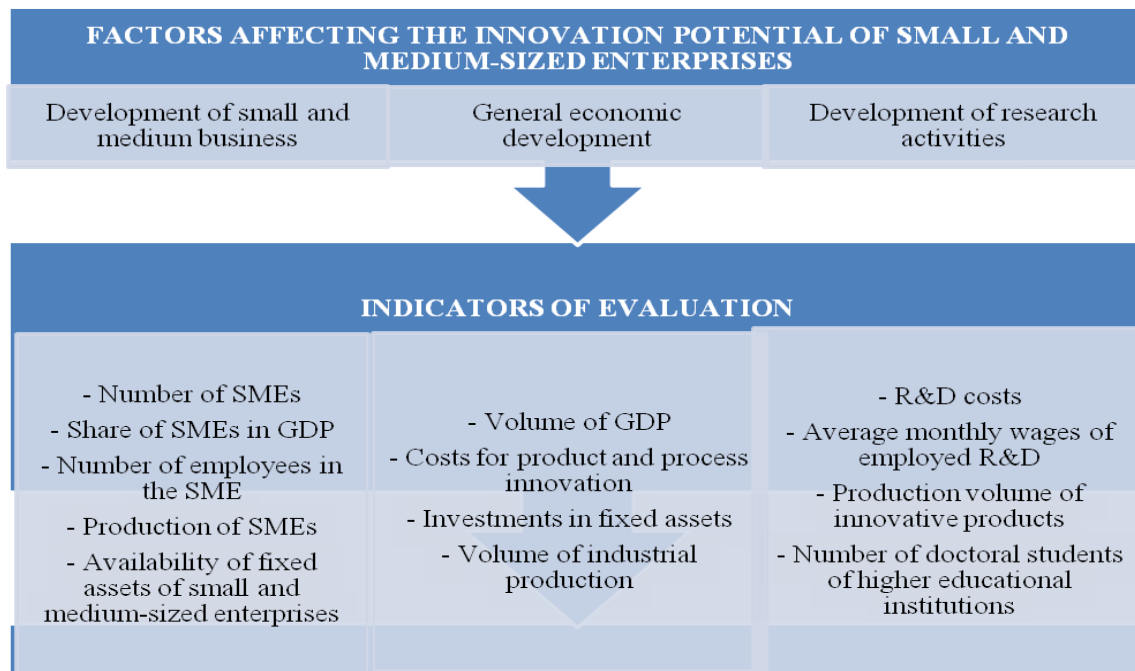 FACTORS AFFECTING THE INNOVATION POTENTIAL OF SMALL AND
MEDIUM-SIZED ENTERPRISES
Development of small and
medium business
General economic
development
Development of research
activities
INDICATORS OF EVALUATION
- Number of SMEs
- Share of SMEs in GDP
- Number of employees in
the SME
- Production of SMEs
- Availability of fixed
assets of small and
medium-sized enterprises
- Volume of GDP
- Costs for product and process
innovation
- Investments in fixed assets
- Volume of industrial
production
- R&D costs
- Average monthly wages of
employed R&D
- Production volume of
innovative products
- Number of doctoral students
of higher educational
institutions